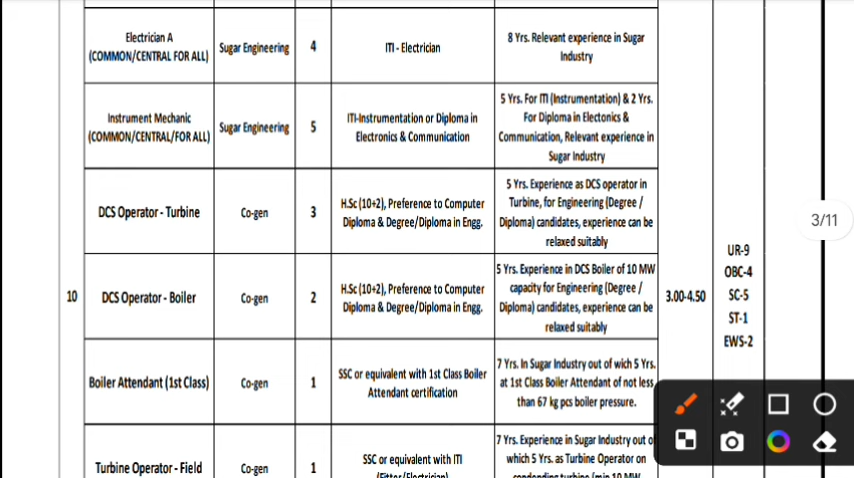 Electrician A
(COMMON/CENTRAL FOR ALL)
Sugar Engineering
4
ITI - Electrician
8 Yrs. Relevant experience in Sugar
Industry
Instrument Mechanic
(COMMON/CENTRAL/FOR ALL)
Sugar Engineering
5
ITI-Instrumentation or Diploma in
Electronics & Communication
5 Yrs. For ITI (Instrumentation) & 2 Yrs.
For Diploma in Electonics &
Communication, Relevant experience in
Sugar Industry
DCS Operator - Turbine
Co-gen
3
H.Sc (10+2), Preference to Computer
Diploma & Degree/Diploma in Engg.
5 Yrs. Experience as DCS operator in
Turbine, for Engineering (Degree /
Diploma) candidates, experience can be
relaxed suitably
10
DCS Operator - Boiler
Co-gen
2
H.Sc (10+2), Preference to Computer
Diploma & Degree/Diploma in Engg.
5 Yrs. Experience in DCS Boiler of 10 MW
capacity for Engineering (Degree /
Diploma) candidates, experience can be
relaxed suitably
3.00-4.50
UR-9
OBC-4
SC-5
ST-1
EWS-2
3/11
Boiler Attendant (1st Class)
Co-gen
1
SSC or equivalent with 1st Class Boiler
Attendant certification
7 Yrs. In Sugar Industry out of wich 5 Yrs.
at 1st Class Boiler Attendant of not less
than 67 kg pcs boiler pressure.
Turbine Operator - Field
Co-gen
1
SSC or equivalent with ITI
(Fitter/Electrician)
7 Yrs. Experience in Sugar Industry out o
which 5 Yrs. as Turbine Operator on
condending turbine (min 10 MW